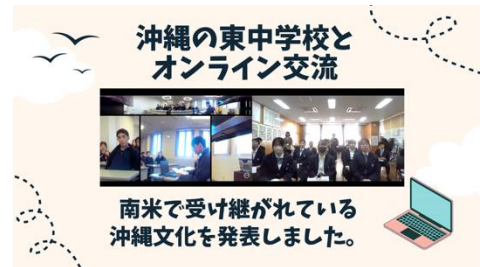 沖縄の東中学校と
オンライン交流
南米で受け継がれている
沖縄文化を発表しました。